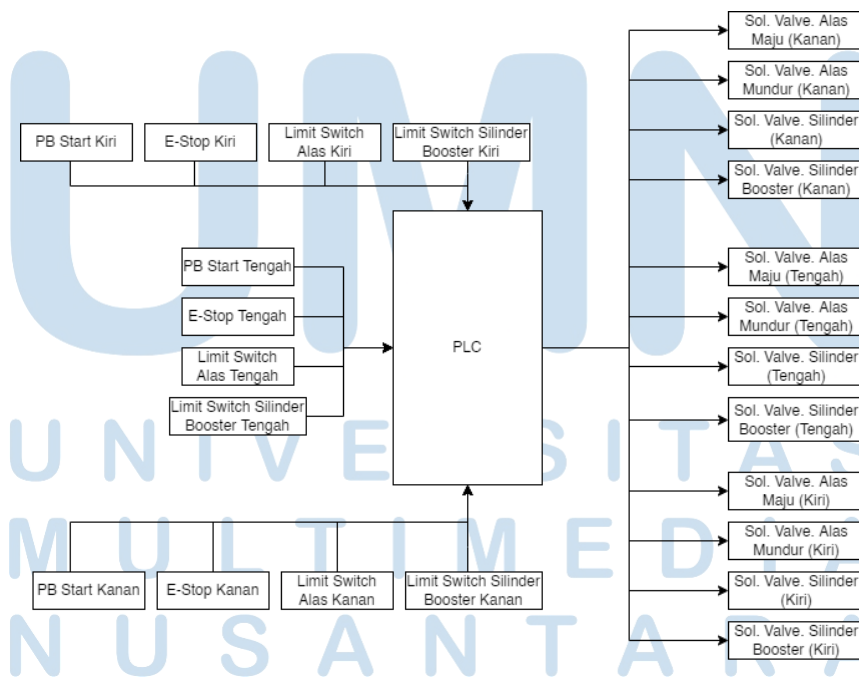 Sol. Valve. Alas
Maju (Kanan)
Sol. Valve. Alas
Mundur (Kanan)
Sol. Valve. Silinder
(Kanan)
Sol. Valve. Silinder
Booster (Kanan)
PB Start Kiri
E-Stop Kiri
Limit Switch
Alas Kiri
Limit Switch Silinder
Booster Kiri
PB Start Tengah
E-Stop Tengah
Limit Switch
Alas Tengah
Limit Switch Silinder
Booster Tengah
PLC
Sol. Valve. Alas
Maju (Tengah)
Sol. Valve. Alas
Mundur (Tengah)
Sol. Valve. Silinder
(Tengah)
Sol. Valve. Silinder
Booster (Tengah)
PB Start Kanan
E-Stop Kanan
Limit Switch
Alas Kanan
Limit Switch Silinder
Booster Kanan
Sol. Valve. Alas
Maju (Kiri)
Sol. Valve. Alas
Mundur (Kiri)
Sol. Valve. Silinder
(Kiri)
Sol. Valve. Silinder
Booster (Kiri)
UMN
UNIVERSITAS
MULTIMEDIA
NUSANTARA